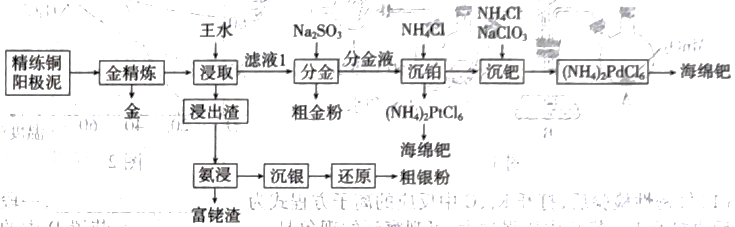 王水 Na₂SO₃ NH₄Cl NH₄Cl
NaClO₃
精练铜
阳极泥 金精炼 浸取 滤液1 分金 分金液 沉铂 沉钯 (NH₄)₂PdCl₆ 海绵钯
金 浸出渣 粗金粉 (NH₄)₂PtCl₆
海绵钯
氨浸 沉银 还原 粗银粉
富铑渣